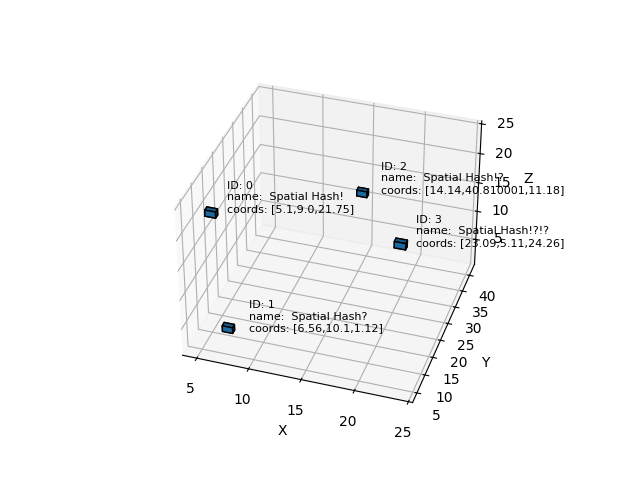 ID: 0
name:  Spatial Hash!
coords: [5.1,9.0,21.75]
ID: 2
name:  Spatial Hash!?
coords: [14.14,40.810001,11.18]
ID: 3
name:  Spatial Hash!?!?
coords: [23.09,5.11,24.26]
ID: 1
name:  Spatial Hash?
coords: [6.56,10.1,1.12]
5
10
15
20
25
X
5
10
15
20
25
30
35
40
Y
5
10
15
20
25
Z